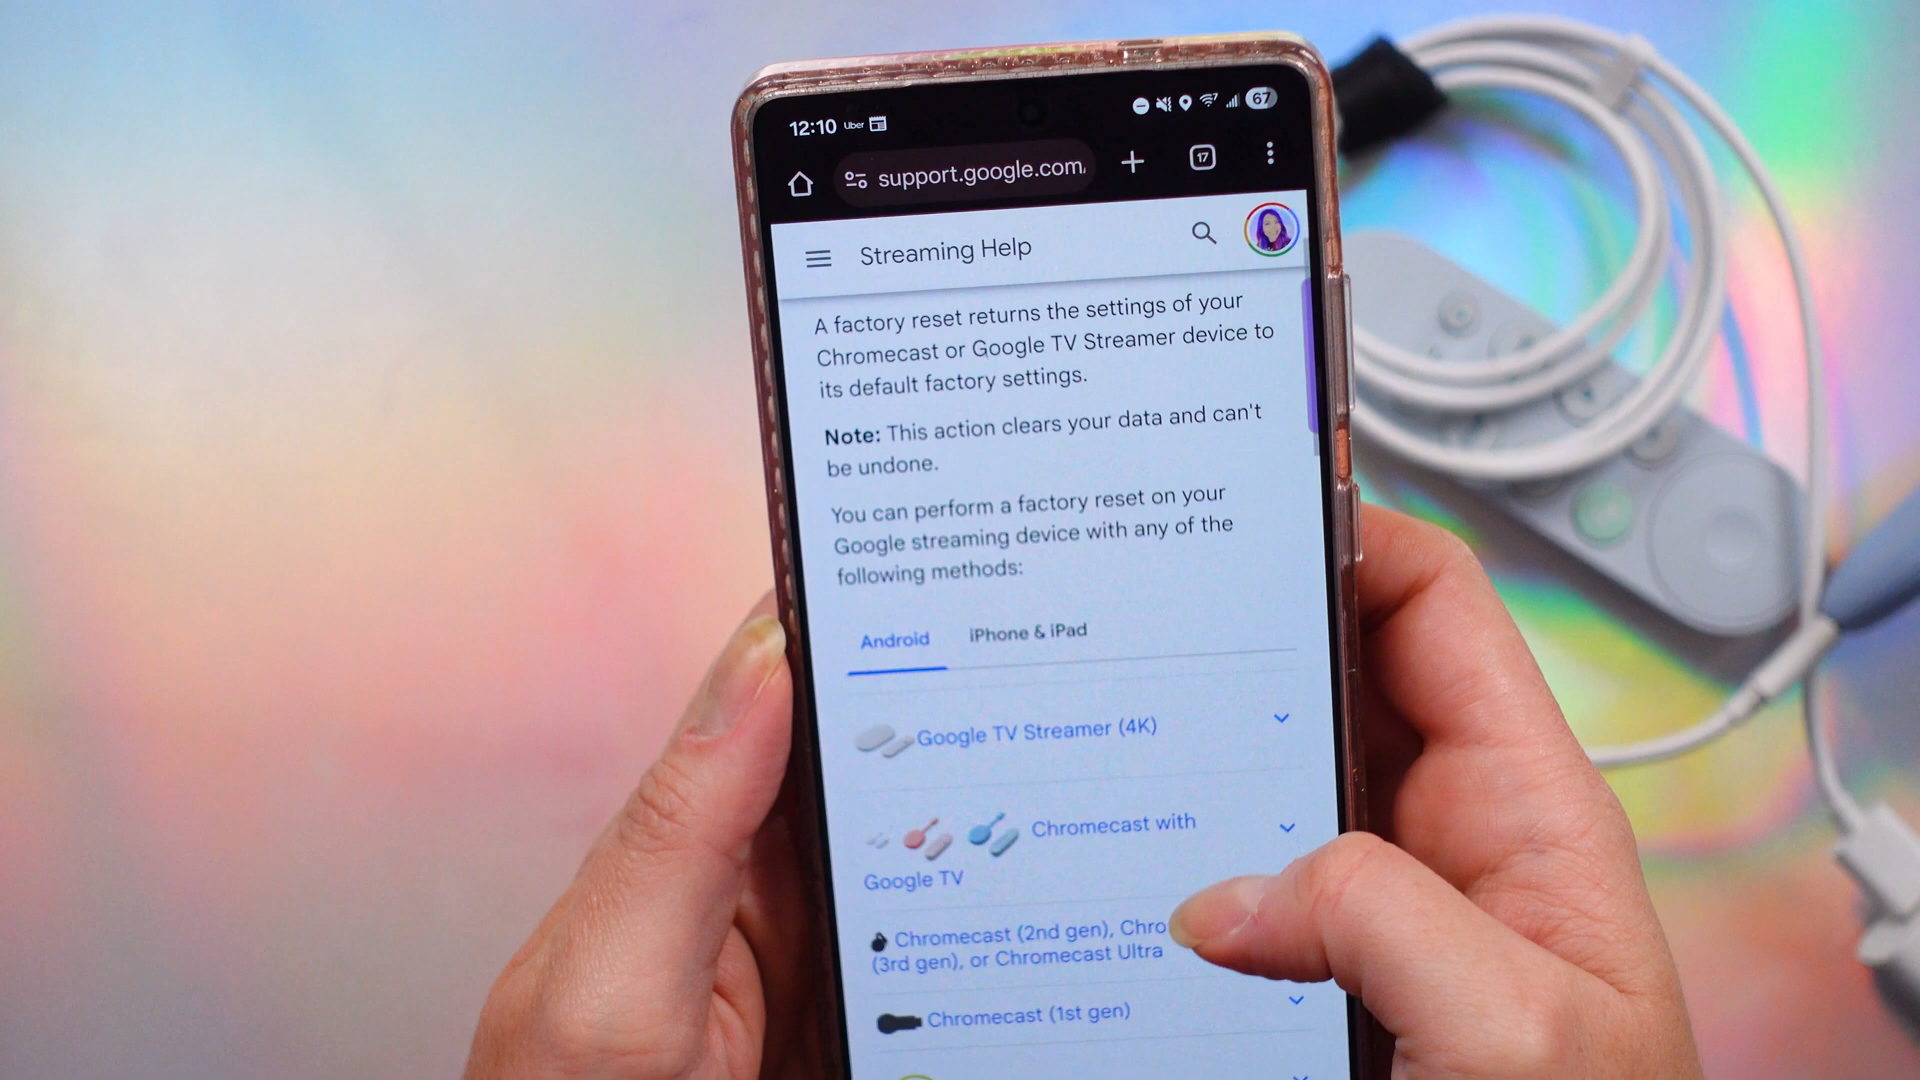 12:10 Uber 67
support.google.com/ 17
Streaming Help
A factory reset returns the settings of your
Chromecast or Google TV Streamer device to
its default factory settings.
Note: This action clears your data and can't
be undone.
You can perform a factory reset on your
Google streaming device with any of the
following methods:
Android iPhone & iPad
Google TV Streamer (4K)
Chromecast with
Google TV
Chromecast (2nd gen), Chro
(3rd gen), or Chromecast Ultra
Chromecast (1st gen)